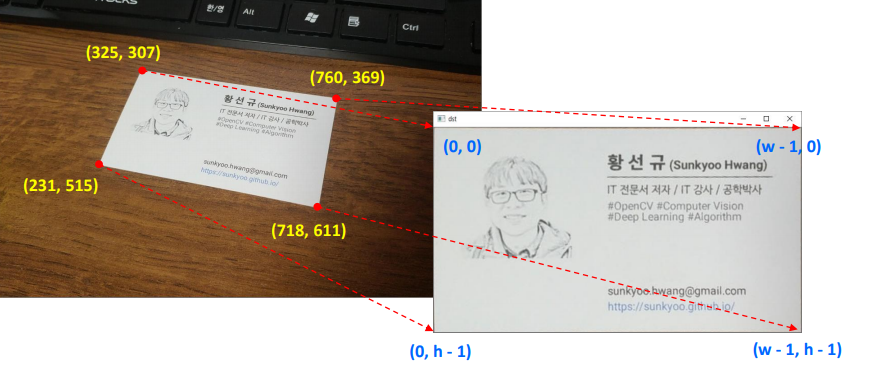 한/영
Alt
Ctrl
(325, 307)
(760, 369)
황 선 규 (Sunkyoo Hwang)
IT 전문서 저자 / IT 강사 / 공학박사
#OpenCV #Computer Vision
#Deep Learning #Algorithm
sunkyoo.hwang@gmail.com
https://sunkyoo.github.io/
(231, 515)
(718, 611)
dst
(0, 0)
(w - 1, 0)
황 선 규 (Sunkyoo Hwang)
IT 전문서 저자 / IT 강사 / 공학박사
#OpenCV #Computer Vision
#Deep Learning #Algorithm
sunkyoo.hwang@gmail.com
https://sunkyoo.github.io/
(0, h - 1)
(w - 1, h - 1)